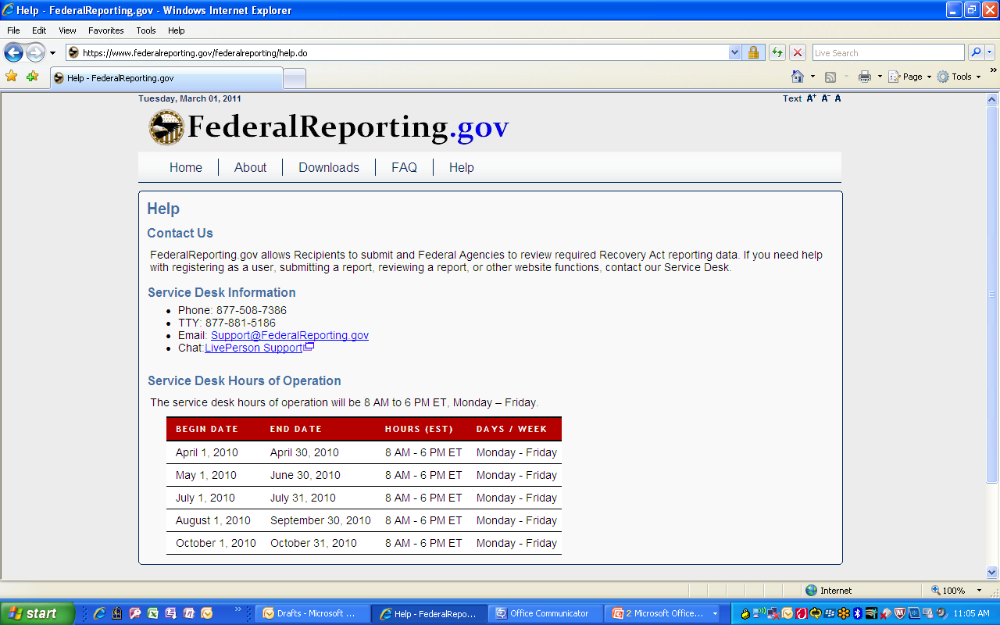 Help - FederalReporting.gov - Windows Internet Explorer
File Edit View Favorites Tools Help
https://www.federalreporting.gov/federalreporting/help.do
Live Search
Help - FederalReporting.gov
Page Tools
Tuesday, March 01, 2011
Text A+ A- A
FederalReporting.gov
Home About Downloads FAQ Help
Help
Contact Us
FederalReporting.gov allows Recipients to submit and Federal Agencies to review required Recovery Act reporting data. If you need help
with registering as a user, submitting a report, reviewing a report, or other website functions, contact our Service Desk.
Service Desk Information
• Phone: 877-508-7386
• TTY: 877-881-5186
• Email: Support@FederalReporting.gov
• Chat:LivePerson Support
Service Desk Hours of Operation
The service desk hours of operation will be 8 AM to 6 PM ET, Monday – Friday.
BEGIN DATE END DATE HOURS (EST) DAYS / WEEK
April 1, 2010 April 30, 2010 8 AM - 6 PM ET Monday - Friday
May 1, 2010 June 30, 2010 8 AM - 6 PM ET Monday - Friday
July 1, 2010 July 31, 2010 8 AM - 6 PM ET Monday - Friday
August 1, 2010 September 30, 2010 8 AM - 6 PM ET Monday - Friday
October 1, 2010 October 31, 2010 8 AM - 6 PM ET Monday - Friday
Internet 100%
start Drafts - Microsoft ... Help - FederalRepo... Office Communicator 2 Microsoft Office... 11:05 AM